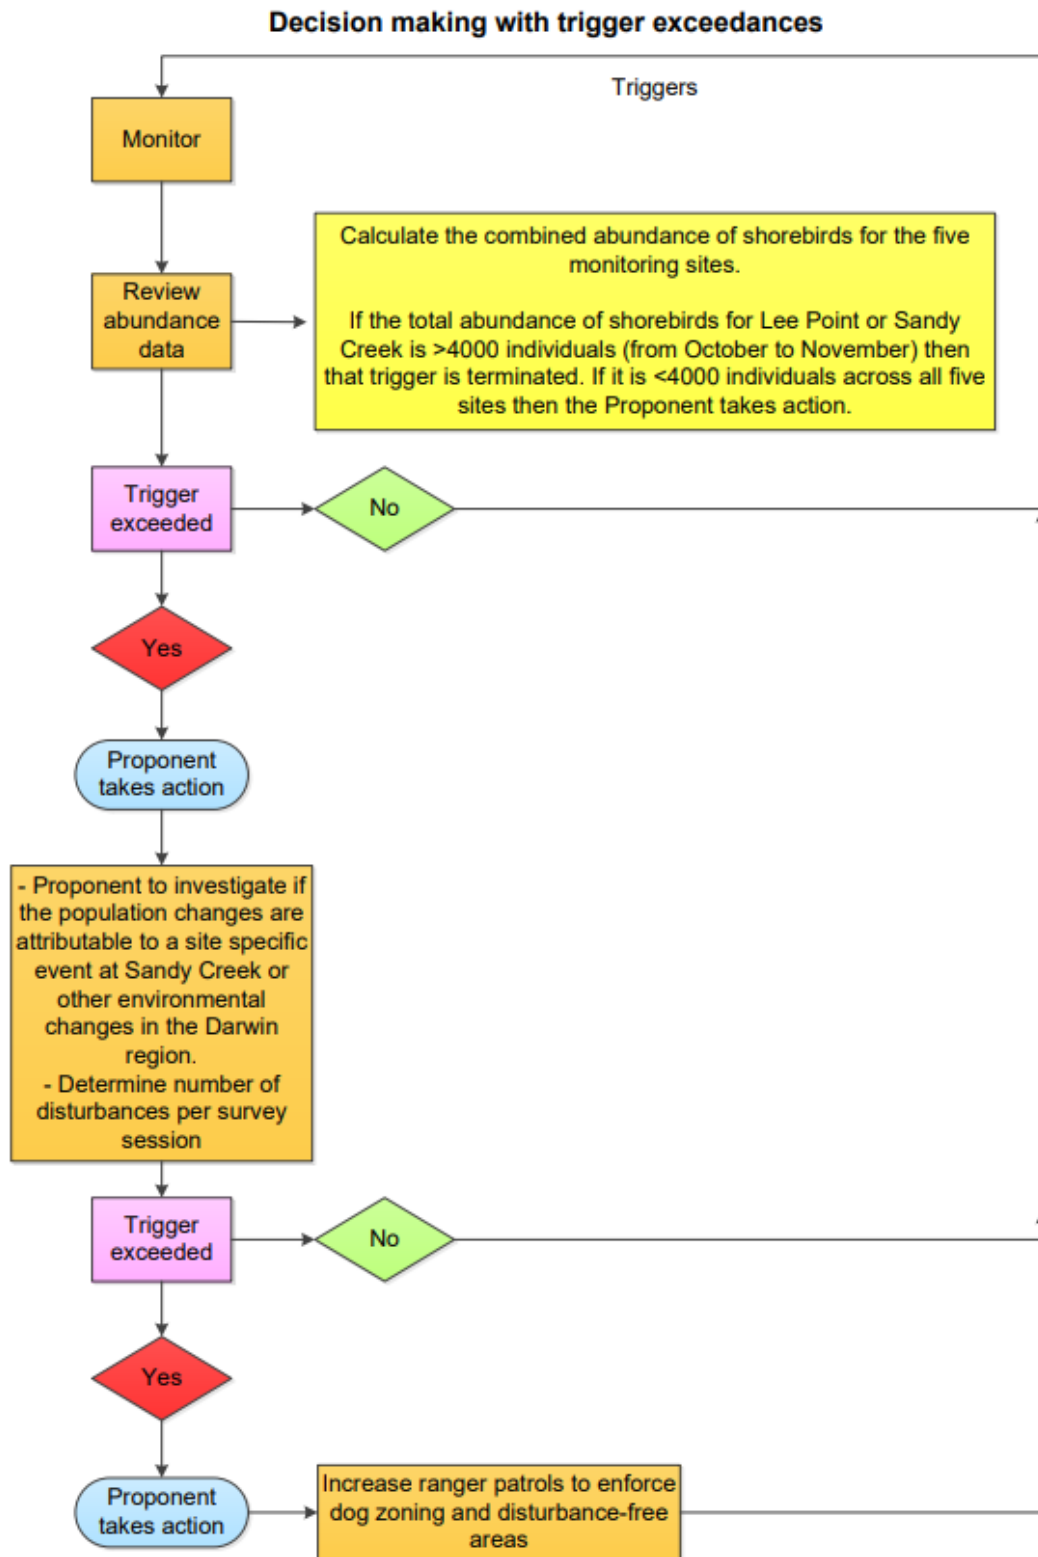 Decision making with trigger exceedances
Triggers
Monitor
Review
abundance
data
Calculate the combined abundance of shorebirds for the five
monitoring sites.
If the total abundance of shorebirds for Lee Point or Sandy
Creek is >4000 individuals (from October to November) then
that trigger is terminated. If it is <4000 individuals across all five
sites then the Proponent takes action.
Trigger
exceeded
No
Yes
Proponent
takes action
- Proponent to investigate if
the population changes are
attributable to a site specific
event at Sandy Creek or
other environmental
changes in the Darwin
region.
- Determine number of
disturbances per survey
session
Trigger
exceeded
No
Yes
Proponent
takes action
Increase ranger patrols to enforce
dog zoning and disturbance-free
areas